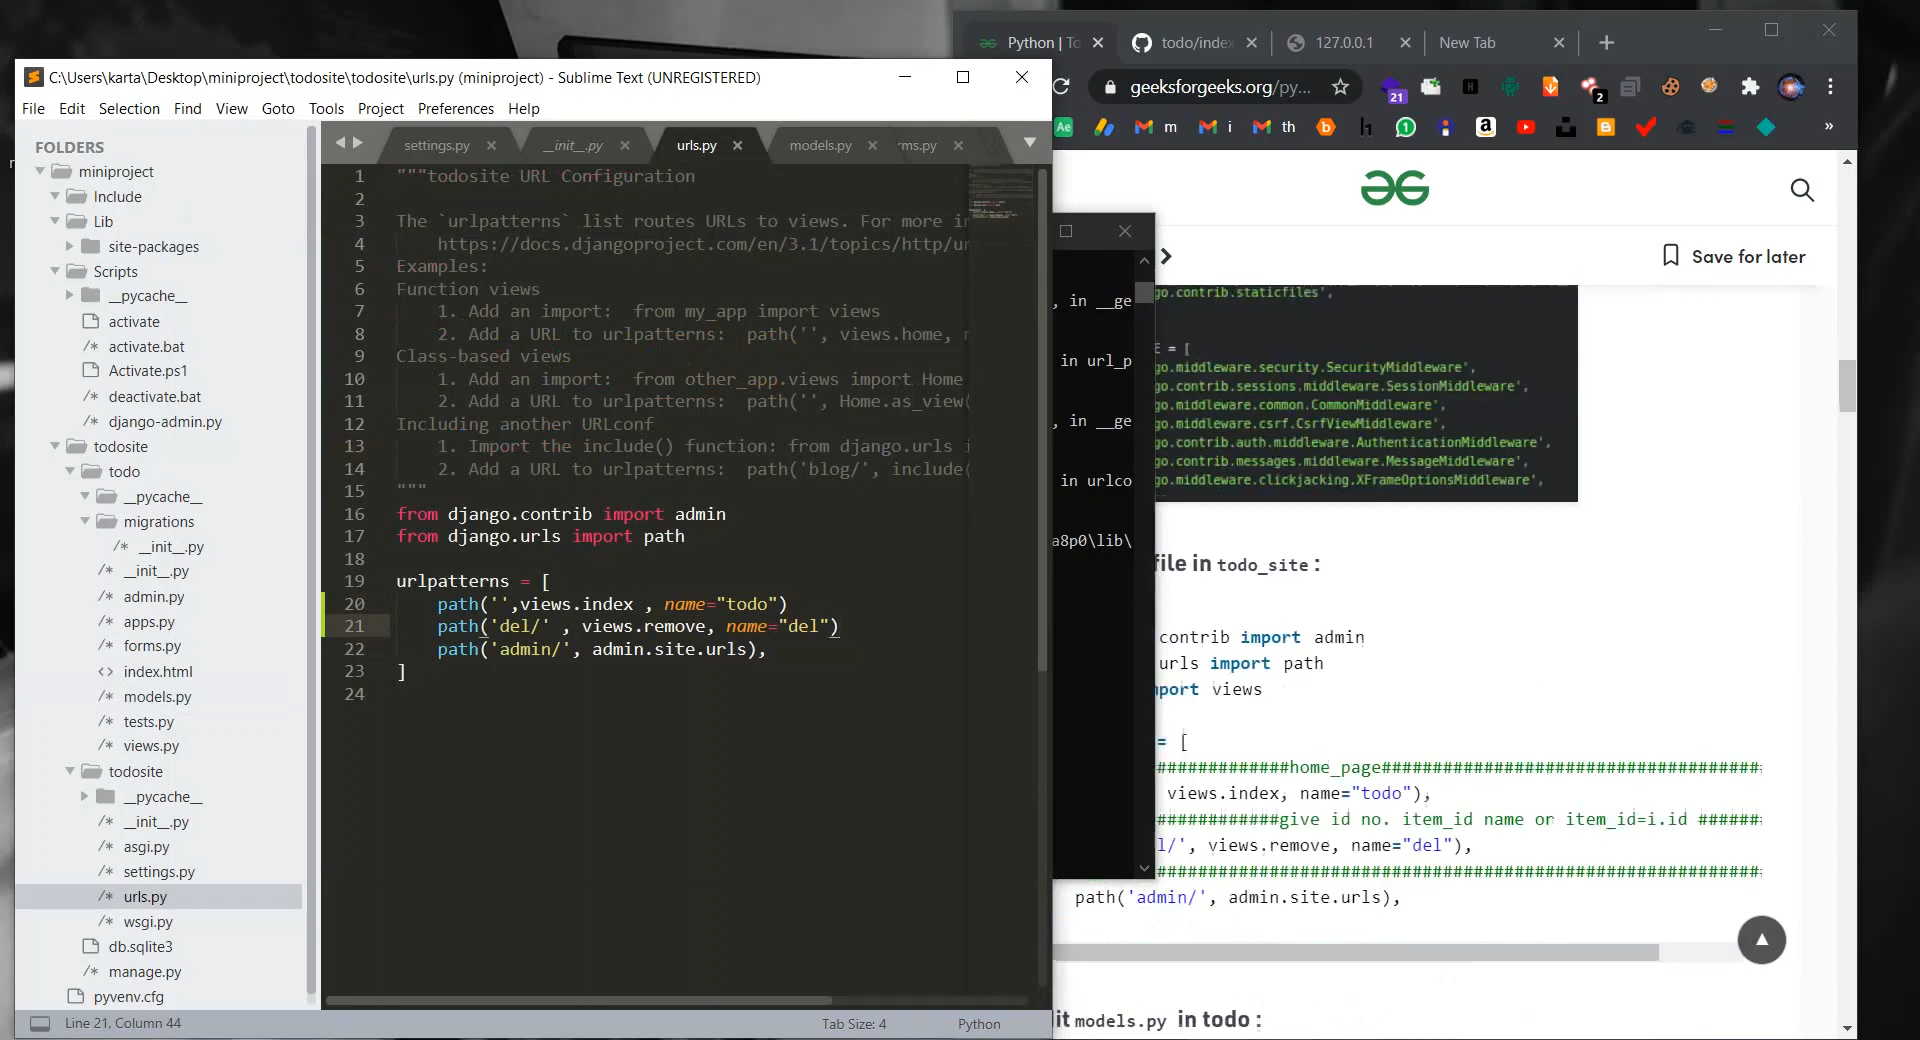 C:\Users\karta\Desktop\miniproject\todosite\todosite\urls.py (miniproject) - Sublime Text (UNREGISTERED)
File Edit Selection Find View Goto Tools Project Preferences Help
FOLDERS
miniproject
Include
Lib
site-packages
Scripts
__pycache__
activate
activate.bat
Activate.ps1
deactivate.bat
django-admin.py
todosite
todo
__pycache__
migrations
__init__.py
__init__.py
admin.py
apps.py
forms.py
index.html
models.py
tests.py
views.py
todosite
__pycache__
__init__.py
asgi.py
settings.py
urls.py
wsgi.py
db.sqlite3
manage.py
pyvenv.cfg
settings.py __init__.py urls.py models.py rms.py
1 """todosite URL Configuration
2
3 The `urlpatterns` list routes URLs to views. For more in
4 https://docs.djangoproject.com/en/3.1/topics/http/ur
5 Examples:
6 Function views
7 1. Add an import:  from my_app import views
8 2. Add a URL to urlpatterns:  path('', views.home, n
9 Class-based views
10 1. Add an import:  from other_app.views import Home
11 2. Add a URL to urlpatterns:  path('', Home.as_view(
12 Including another URLconf
13 1. Import the include() function: from django.urls i
14 2. Add a URL to urlpatterns:  path('blog/', include(
15 """
16 from django.contrib import admin
17 from django.urls import path
18
19 urlpatterns = [
20 path('',views.index , name="todo")
21 path('del/' , views.remove, name="del")
22 path('admin/', admin.site.urls),
23 ]
24
Line 21, Column 44 Tab Size: 4 Python
Python | To todo/index 127.0.0.1 New Tab
geeksforgeeks.org/py... 21 2
Ae m i th 1 »
, in __ge
in url_p
, in __ge
in urlco
a8p0\lib\
Save for later
go.contrib.staticfiles',
E = [
go.middleware.security.SecurityMiddleware',
go.contrib.sessions.middleware.SessionMiddleware',
go.middleware.common.CommonMiddleware',
go.middleware.csrf.CsrfViewMiddleware',
go.contrib.auth.middleware.AuthenticationMiddleware',
go.contrib.messages.middleware.MessageMiddleware',
go.middleware.clickjacking.XFrameOptionsMiddleware',
file in todo_site :
contrib import admin
urls import path
mport views
= [
#############home_page#####################################
views.index, name="todo"),
############give id no. item_id name or item_id=i.id #######
l/', views.remove, name="del"),
###########################################################
path('admin/', admin.site.urls),
it models.py in todo :